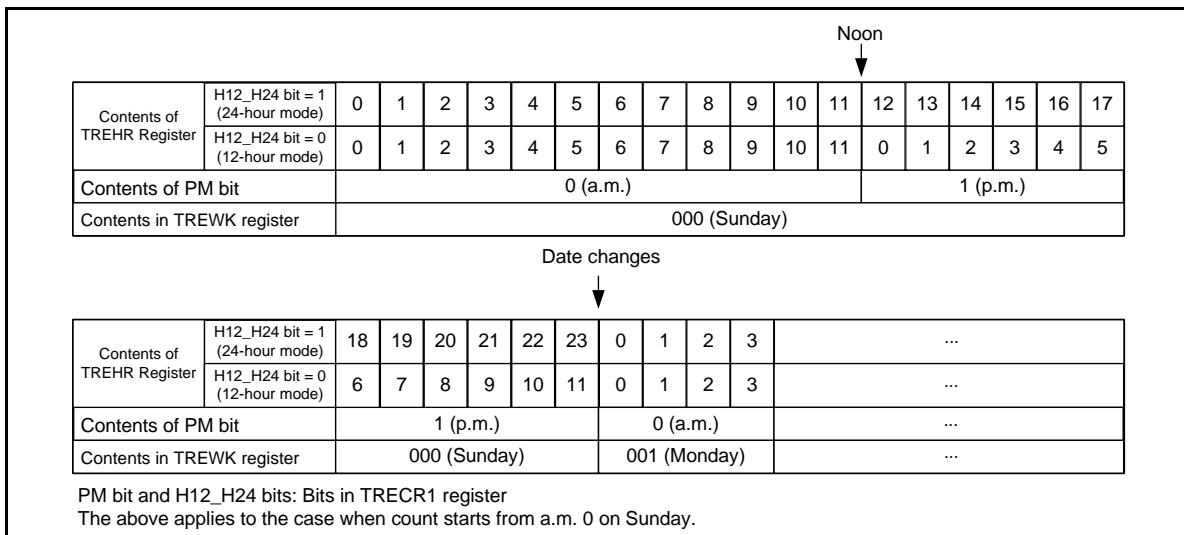 Noon
Contents of TREHR Register
H12_H24 bit = 1 (24-hour mode) 0 1 2 3 4 5 6 7 8 9 10 11 12 13 14 15 16 17
H12_H24 bit = 0 (12-hour mode) 0 1 2 3 4 5 6 7 8 9 10 11 0 1 2 3 4 5
Contents of PM bit 0 (a.m.) 1 (p.m.)
Contents in TREWK register 000 (Sunday)
Date changes
Contents of TREHR Register
H12_H24 bit = 1 (24-hour mode) 18 19 20 21 22 23 0 1 2 3 ...
H12_H24 bit = 0 (12-hour mode) 6 7 8 9 10 11 0 1 2 3 ...
Contents of PM bit 1 (p.m.) 0 (a.m.) ...
Contents in TREWK register 000 (Sunday) 001 (Monday) ...
PM bit and H12_H24 bits: Bits in TRECR1 register
The above applies to the case when count starts from a.m. 0 on Sunday.